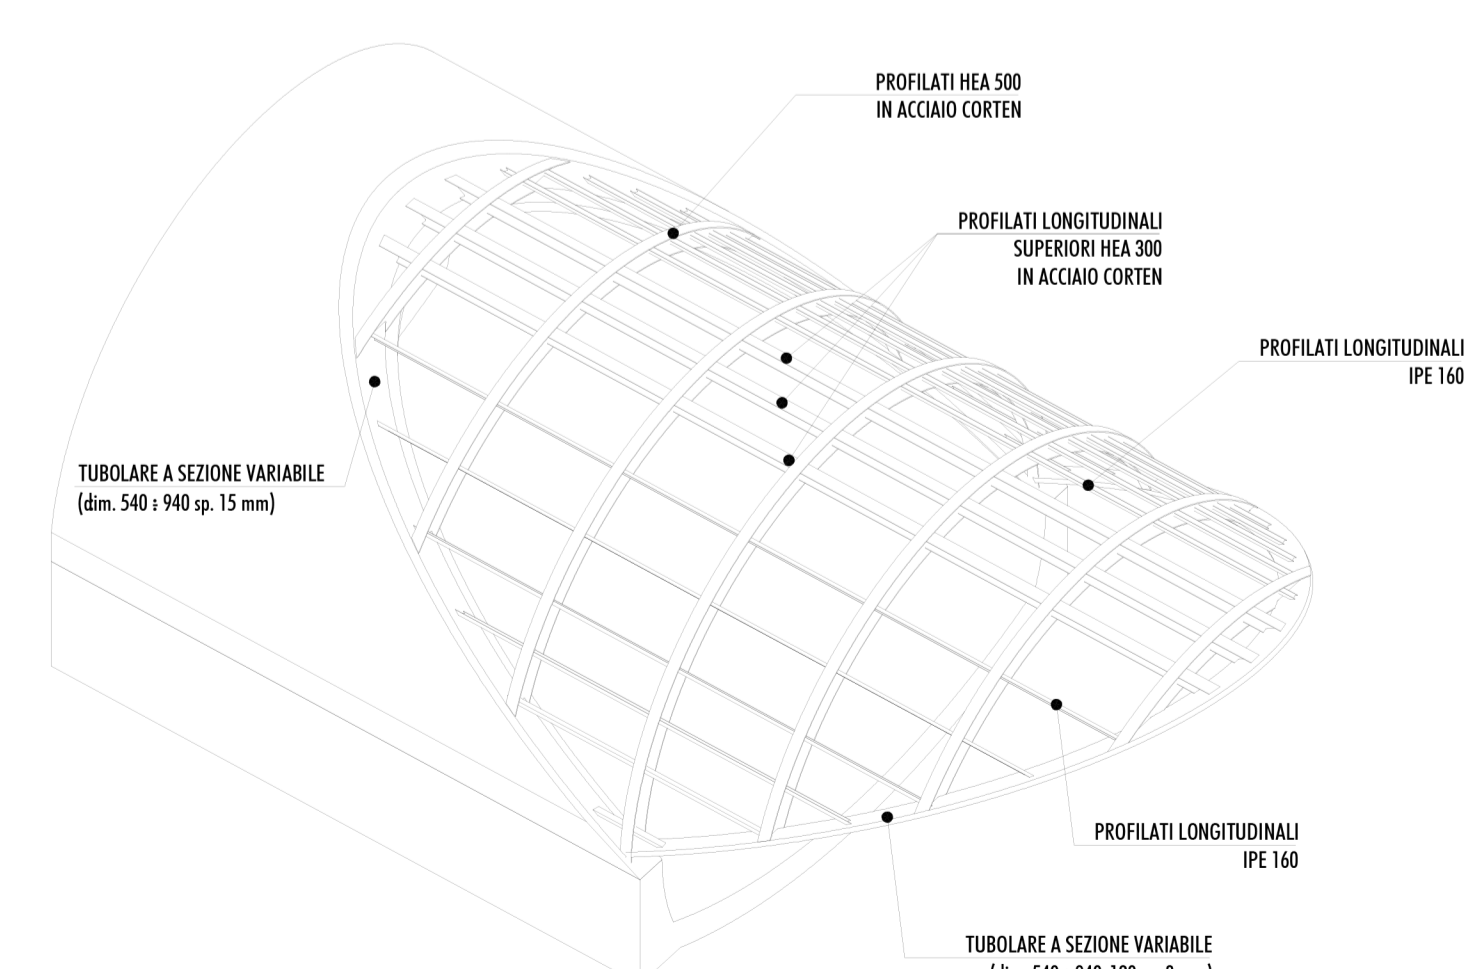 PROFILATI HEA 500
IN ACCIAIO CORTEN
PROFILATI LONGITUDINALI
SUPERIORI HEA 300
IN ACCIAIO CORTEN
PROFILATI LONGITUDINALI
IPE 160
TUBOLARE A SEZIONE VARIABILE
(dim. 540 ÷ 940 sp. 15 mm)
PROFILATI LONGITUDINALI
IPE 160
TUBOLARE A SEZIONE VARIABILE